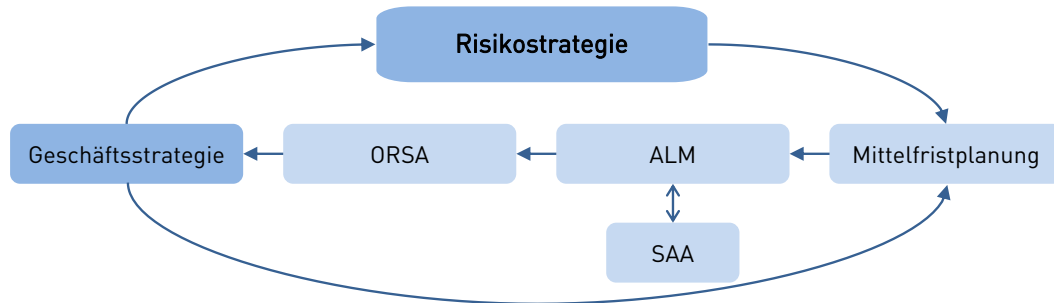 Risikostrategie
Geschäftsstrategie
ORSA
ALM
Mittelfristplanung
SAA